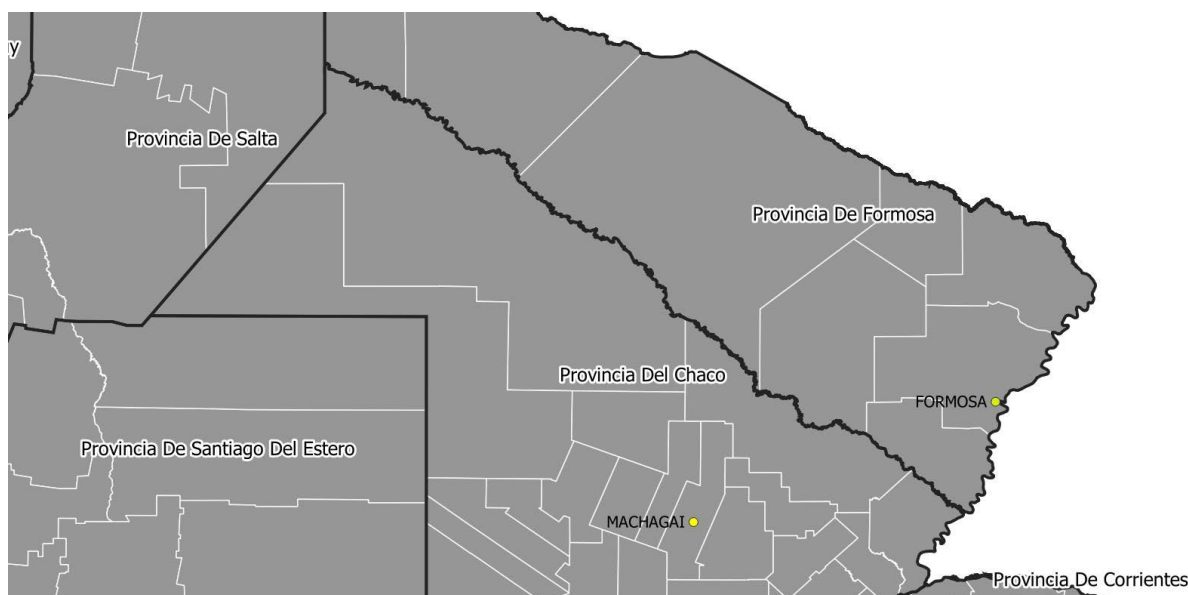 y
Provincia De Salta
Provincia De Formosa
Provincia Del Chaco
FORMOSA
Provincia De Santiago Del Estero
MACHAGAI
Provincia De Corrientes